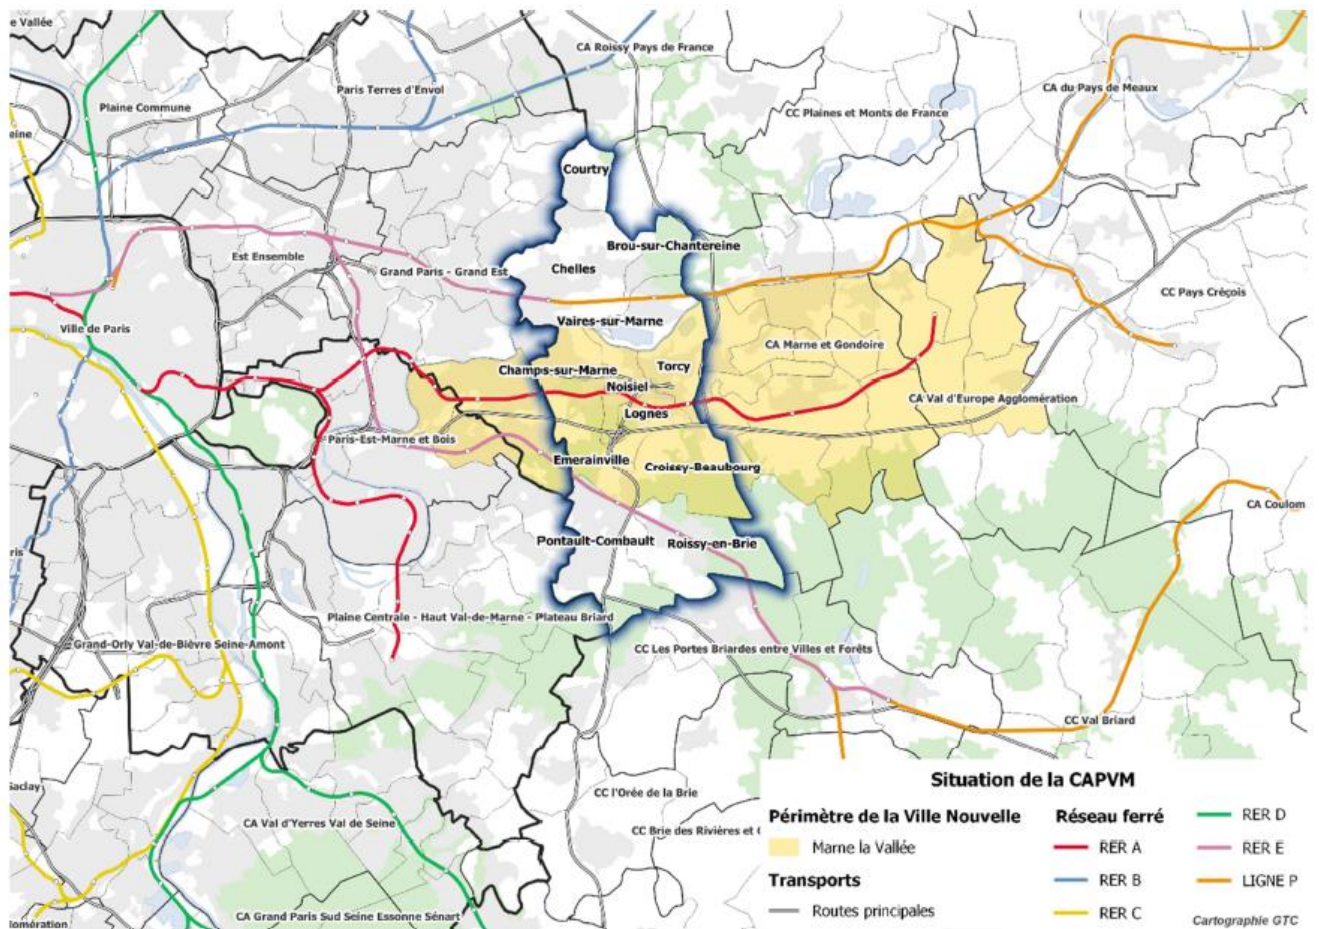 e Vallée
CA Roissy Pays de France
Paris Terres d'Envol
CA du Pays de Meaux
Plaine Commune
CC Plaines et Monts de France
eine
Courtry
Brou-sur-Chantereine
Est Ensemble
Grand Paris - Grand Est
Chelles
CC Pays Créçois
Ville de Paris
Vaires-sur-Marne
CA Marne et Gondoire
Champs-sur-Marne
Torcy
Noisiel
CA Val d'Europe Agglomération
Lognes
Paris-Est-Marne et Bois
Emerainville
Croissy-Beaubourg
CA Coulom
Pontault-Combault
Roissy-en-Brie
ris
Plaine Centrale - Haut Val-de-Marne - Plateau Briard
Grand-Orly Val-de-Bièvre Seine-Amont
CC Les Portes Briardes entre Villes et Forêts
CC Val Briard
Saclay
CC l'Orée de la Brie
CA Val d'Yerres Val de Seine
CC Brie des Rivières et C
CA Grand Paris Sud Seine Essonne Sénart
lomération
Situation de la CAPVM
Périmètre de la Ville Nouvelle
Marne la Vallée
Transports
Routes principales
Réseau ferré
RER A
RER B
RER C
RER D
RER E
LIGNE P
Cartographie GTC